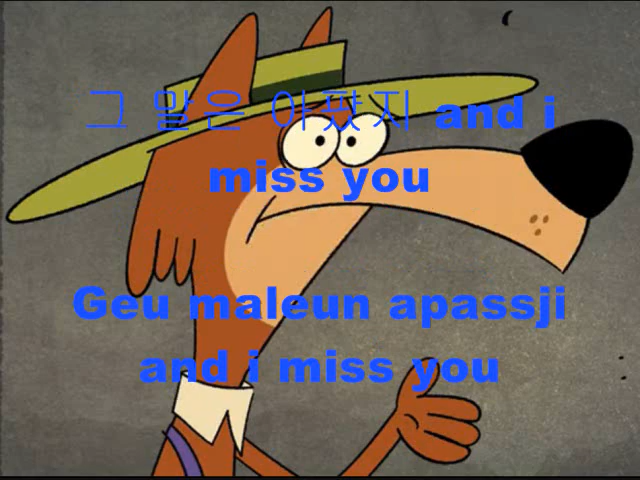 그 말은 아팠지 and i
miss you
Geu maleun apassji
and i miss you